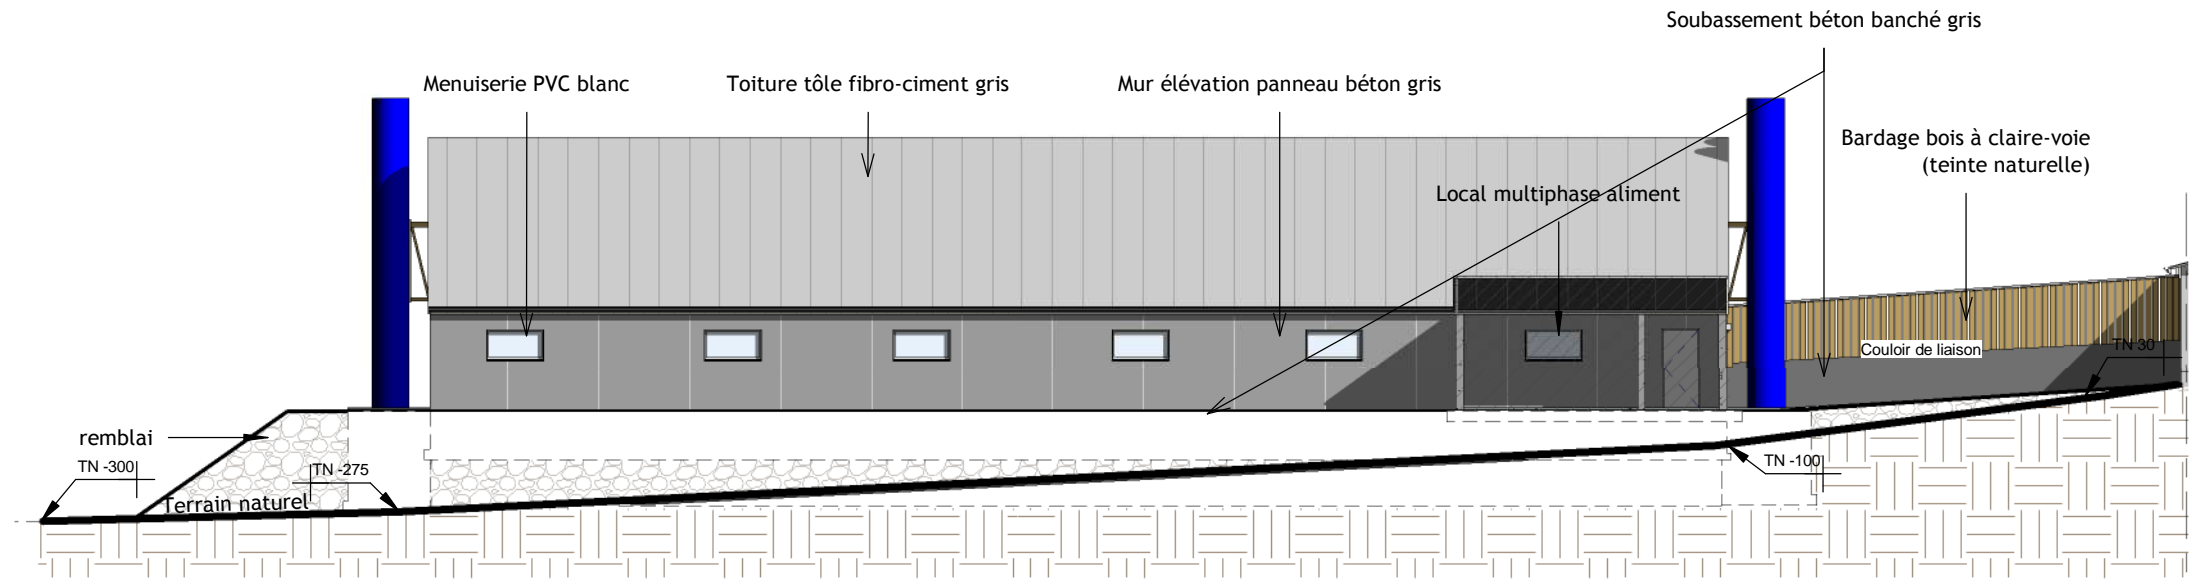 Soubassement béton banché gris
Menuiserie PVC blanc
Toiture tôle fibro-ciment gris
Mur élévation panneau béton gris
Bardage bois à claire-voie
(teinte naturelle)
Local multiphase aliment
Couloir de liaison
TN 30
remblai
TN -300
TN -275
TN -100
Terrain naturel